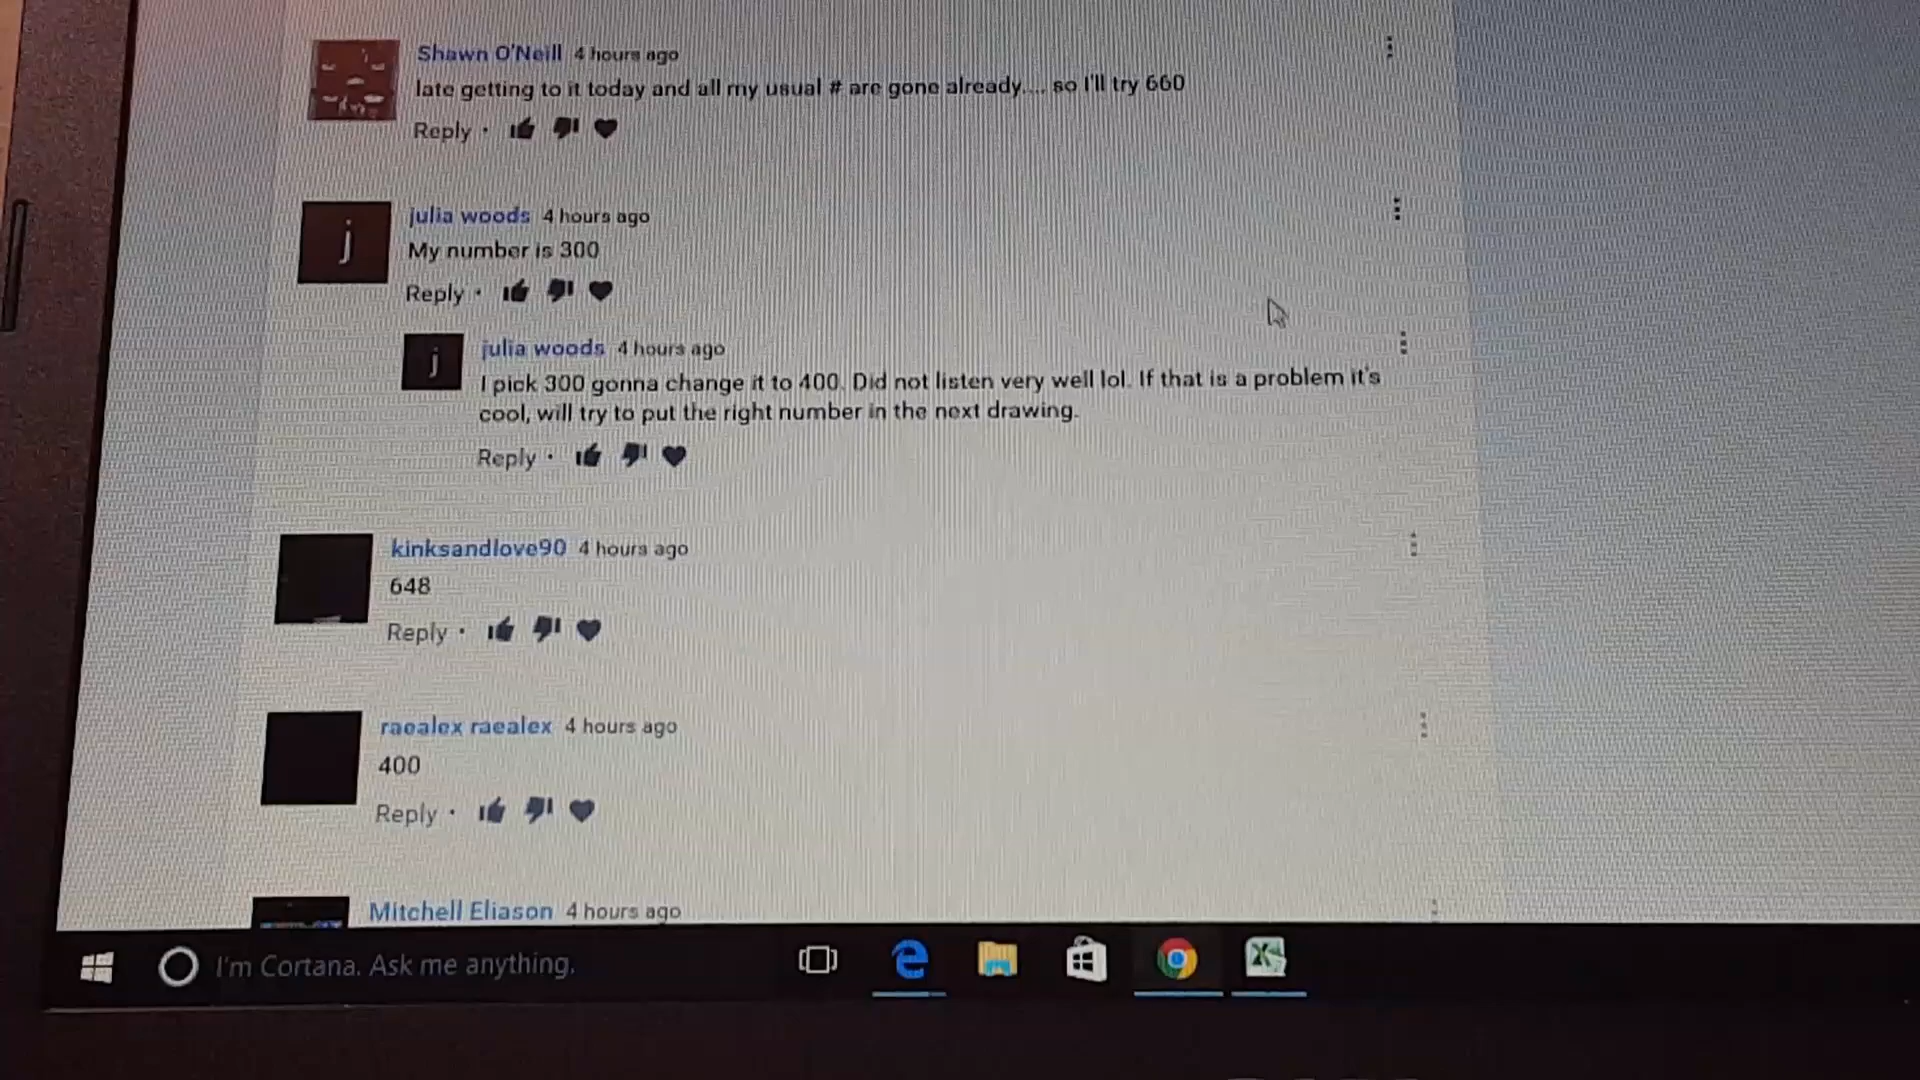 Shawn O'Neill 4 hours ago
late getting to it today and all my usual # are gone already.... so I'll try 660
Reply
j
julia woods 4 hours ago
My number is 300
Reply
j
julia woods 4 hours ago
I pick 300 gonna change it to 400. Did not listen very well lol. If that is a problem it's
cool, will try to put the right number in the next drawing.
Reply
kinksandlove90 4 hours ago
648
Reply
raealex raealex 4 hours ago
400
Reply
Mitchell Eliason 4 hours ago
I'm Cortana. Ask me anything.